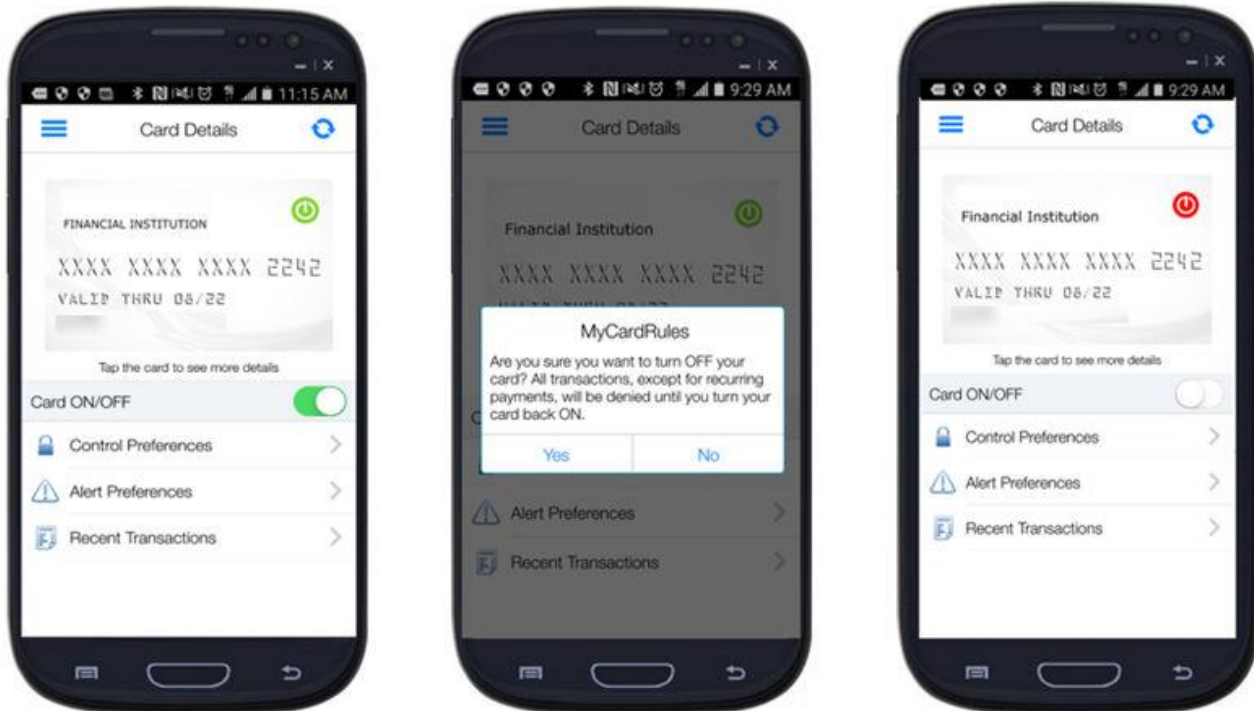 11:15 AM
Card Details
FINANCIAL INSTITUTION
XXXX XXXX XXXX 2242
VALID THRU 08/22
Tap the card to see more details
Card ON/OFF
Control Preferences
Alert Preferences
Recent Transactions
9:29 AM
Card Details
Financial Institution
XXXX XXXX XXXX 2242
MyCardRules
Are you sure you want to turn OFF your
card? All transactions, except for recurring
payments, will be denied until you turn your
card back ON.
Yes No
Alert Preferences
Recent Transactions
9:29 AM
Card Details
Financial Institution
XXXX XXXX XXXX 2242
VALID THRU 08/22
Tap the card to see more details
Card ON/OFF
Control Preferences
Alert Preferences
Recent Transactions